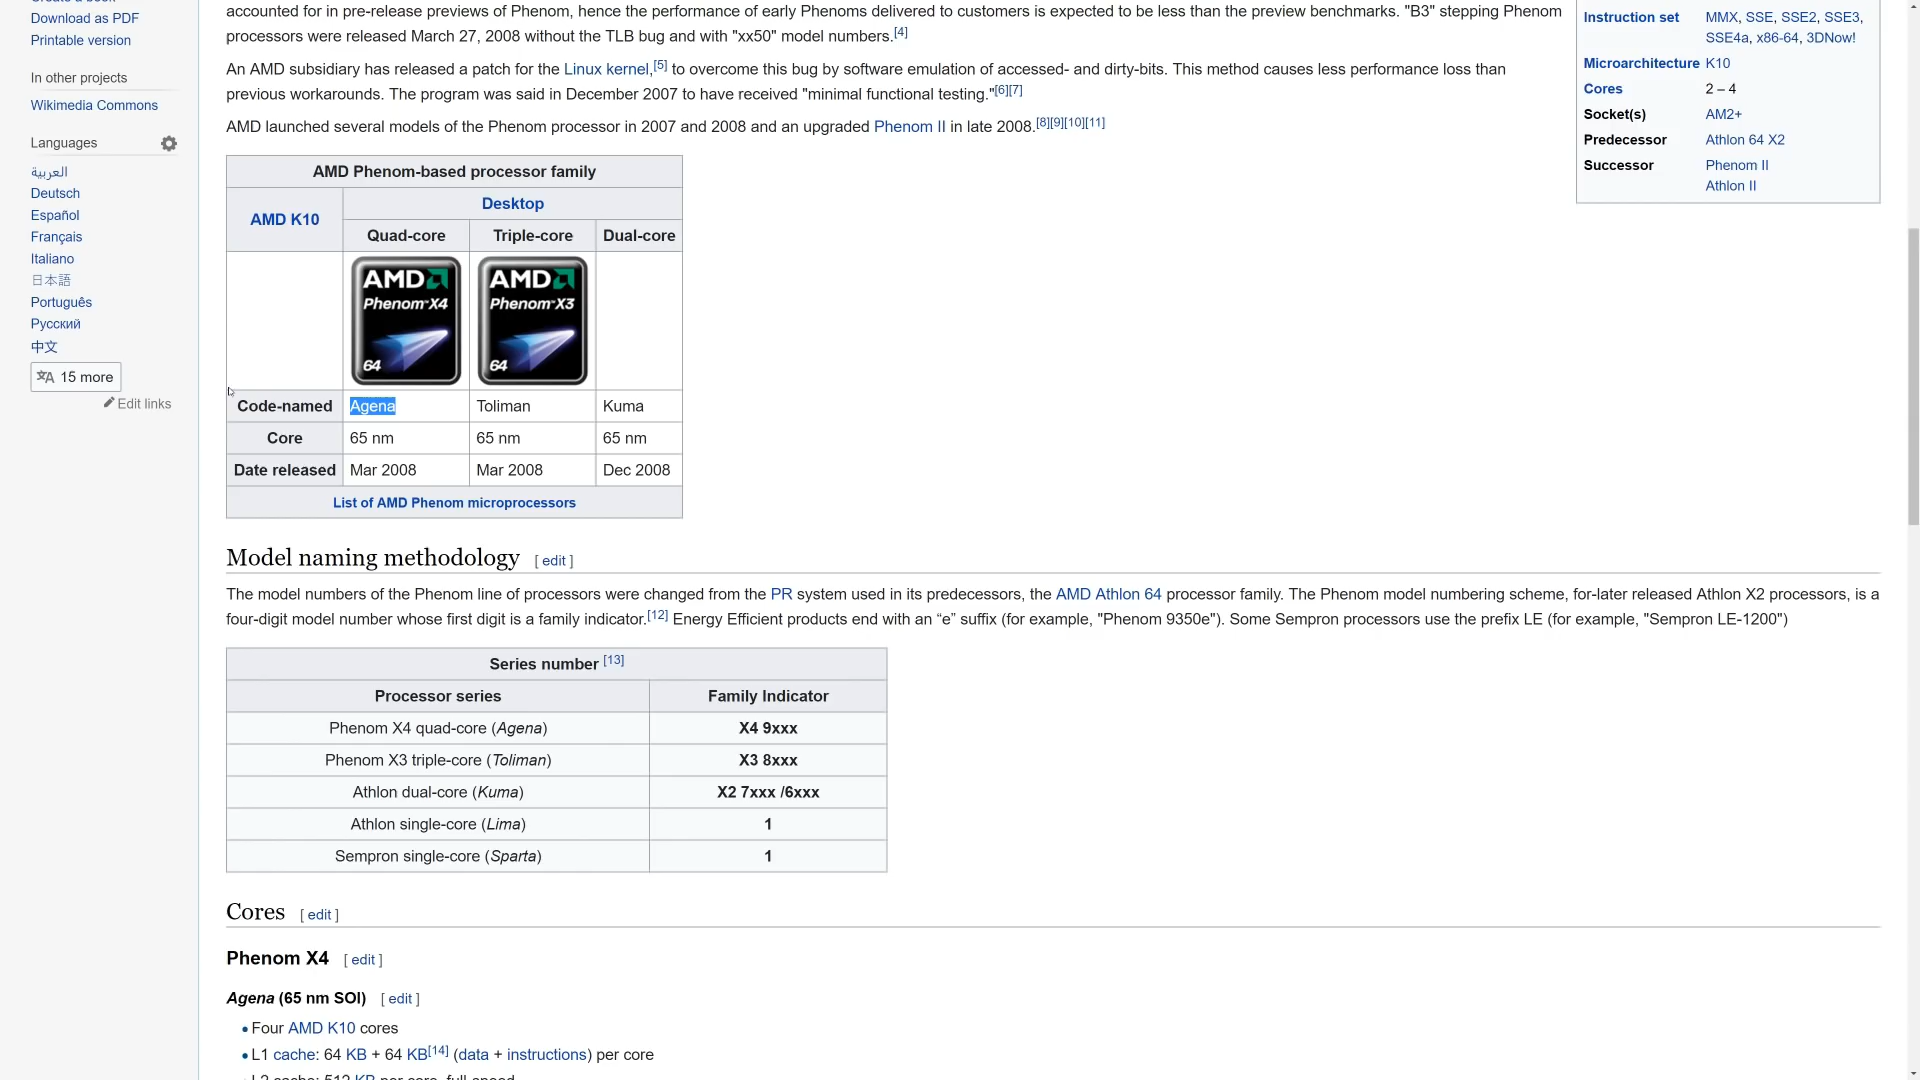 Download as PDF
Printable version
In other projects
Wikimedia Commons
Languages
العربية
Deutsch
Español
Français
Italiano
日本語
Português
Русский
中文
15 more
Edit links
accounted for in pre-release previews of Phenom, hence the performance of early Phenoms delivered to customers is expected to be less than the preview benchmarks. "B3" stepping Phenom
processors were released March 27, 2008 without the TLB bug and with "xx50" model numbers.[4]
An AMD subsidiary has released a patch for the Linux kernel,[5] to overcome this bug by software emulation of accessed- and dirty-bits. This method causes less performance loss than
previous workarounds. The program was said in December 2007 to have received "minimal functional testing."[6][7]
AMD launched several models of the Phenom processor in 2007 and 2008 and an upgraded Phenom II in late 2008.[8][9][10][11]
Instruction set MMX, SSE, SSE2, SSE3,
SSE4a, x86-64, 3DNow!
Microarchitecture K10
Cores 2 – 4
Socket(s) AM2+
Predecessor Athlon 64 X2
Successor Phenom II
Athlon II
AMD Phenom-based processor family
AMD K10 Desktop
Quad-core Triple-core Dual-core
AMD AMD
Phenom™X4 Phenom™X3
64 64
Code-named Agena Toliman Kuma
Core 65 nm 65 nm 65 nm
Date released Mar 2008 Mar 2008 Dec 2008
List of AMD Phenom microprocessors
Model naming methodology [ edit ]
The model numbers of the Phenom line of processors were changed from the PR system used in its predecessors, the AMD Athlon 64 processor family. The Phenom model numbering scheme, for-later released Athlon X2 processors, is a
four-digit model number whose first digit is a family indicator.[12] Energy Efficient products end with an “e” suffix (for example, "Phenom 9350e"). Some Sempron processors use the prefix LE (for example, "Sempron LE-1200")
Series number [13]
Processor series Family Indicator
Phenom X4 quad-core (Agena) X4 9xxx
Phenom X3 triple-core (Toliman) X3 8xxx
Athlon dual-core (Kuma) X2 7xxx /6xxx
Athlon single-core (Lima) 1
Sempron single-core (Sparta) 1
Cores [ edit ]
Phenom X4 [ edit ]
Agena (65 nm SOI) [ edit ]
• Four AMD K10 cores
• L1 cache: 64 KB + 64 KB[14] (data + instructions) per core
• L2 cache: 512 KB per core, full-speed